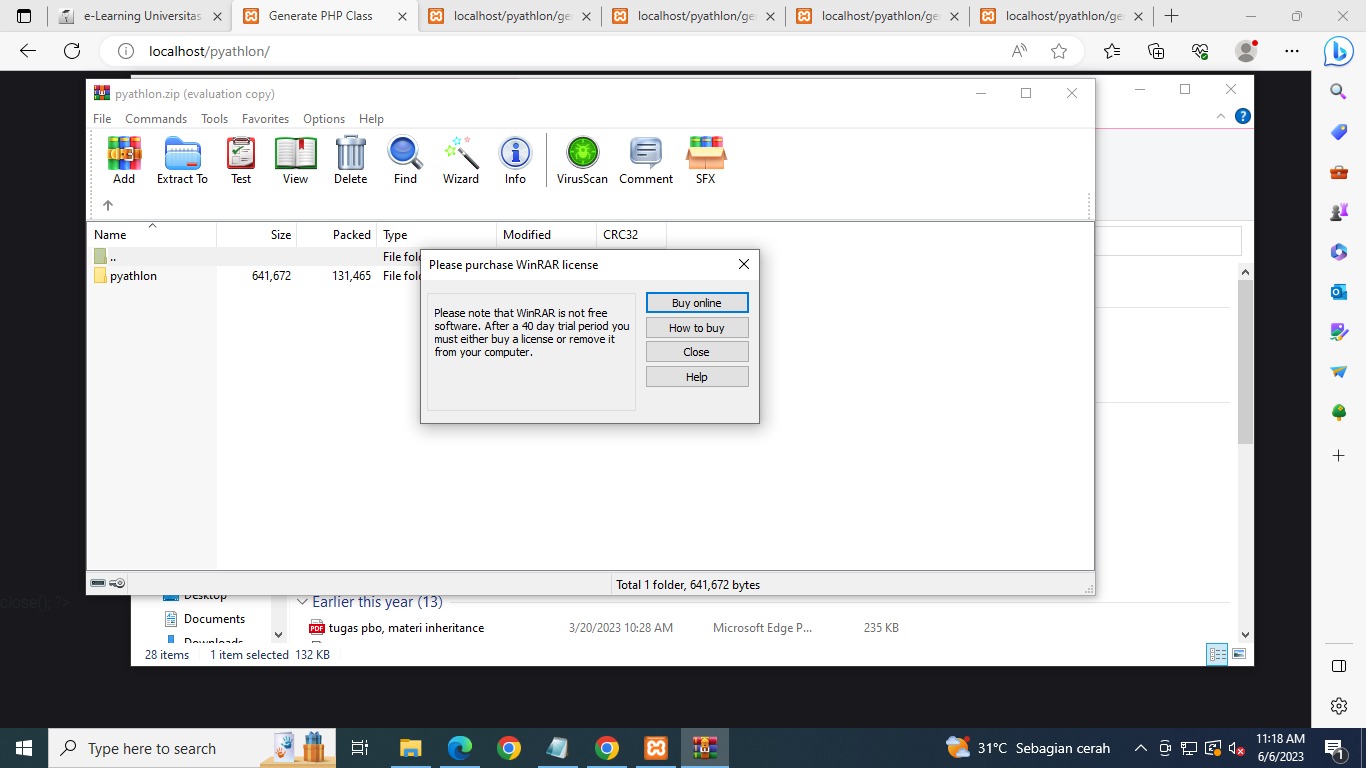 e-Learning Universitas
Generate PHP Class
localhost/pyathlon/ge
localhost/pyathlon/ge
localhost/pyathlon/ge
localhost/pyathlon/ge
localhost/pyathlon/
pyathlon.zip (evaluation copy)
File Commands Tools Favorites Options Help
Add Extract To Test View Delete Find Wizard Info VirusScan Comment SFX
Name Size Packed Type Modified CRC32
.. File fol
pyathlon 641,672 131,465 File fol
Please purchase WinRAR license
Please note that WinRAR is not free
software. After a 40 day trial period you
must either buy a license or remove it
from your computer.
Buy online
How to buy
Close
Help
Total 1 folder, 641,672 bytes
close(); ?>
Desktop
Documents
Downloads
Earlier this year (13)
tugas pbo, materi inheritance 3/20/2023 10:28 AM Microsoft Edge P... 235 KB
28 items 1 item selected 132 KB
Type here to search
31°C Sebagian cerah
11:18 AM
6/6/2023
1